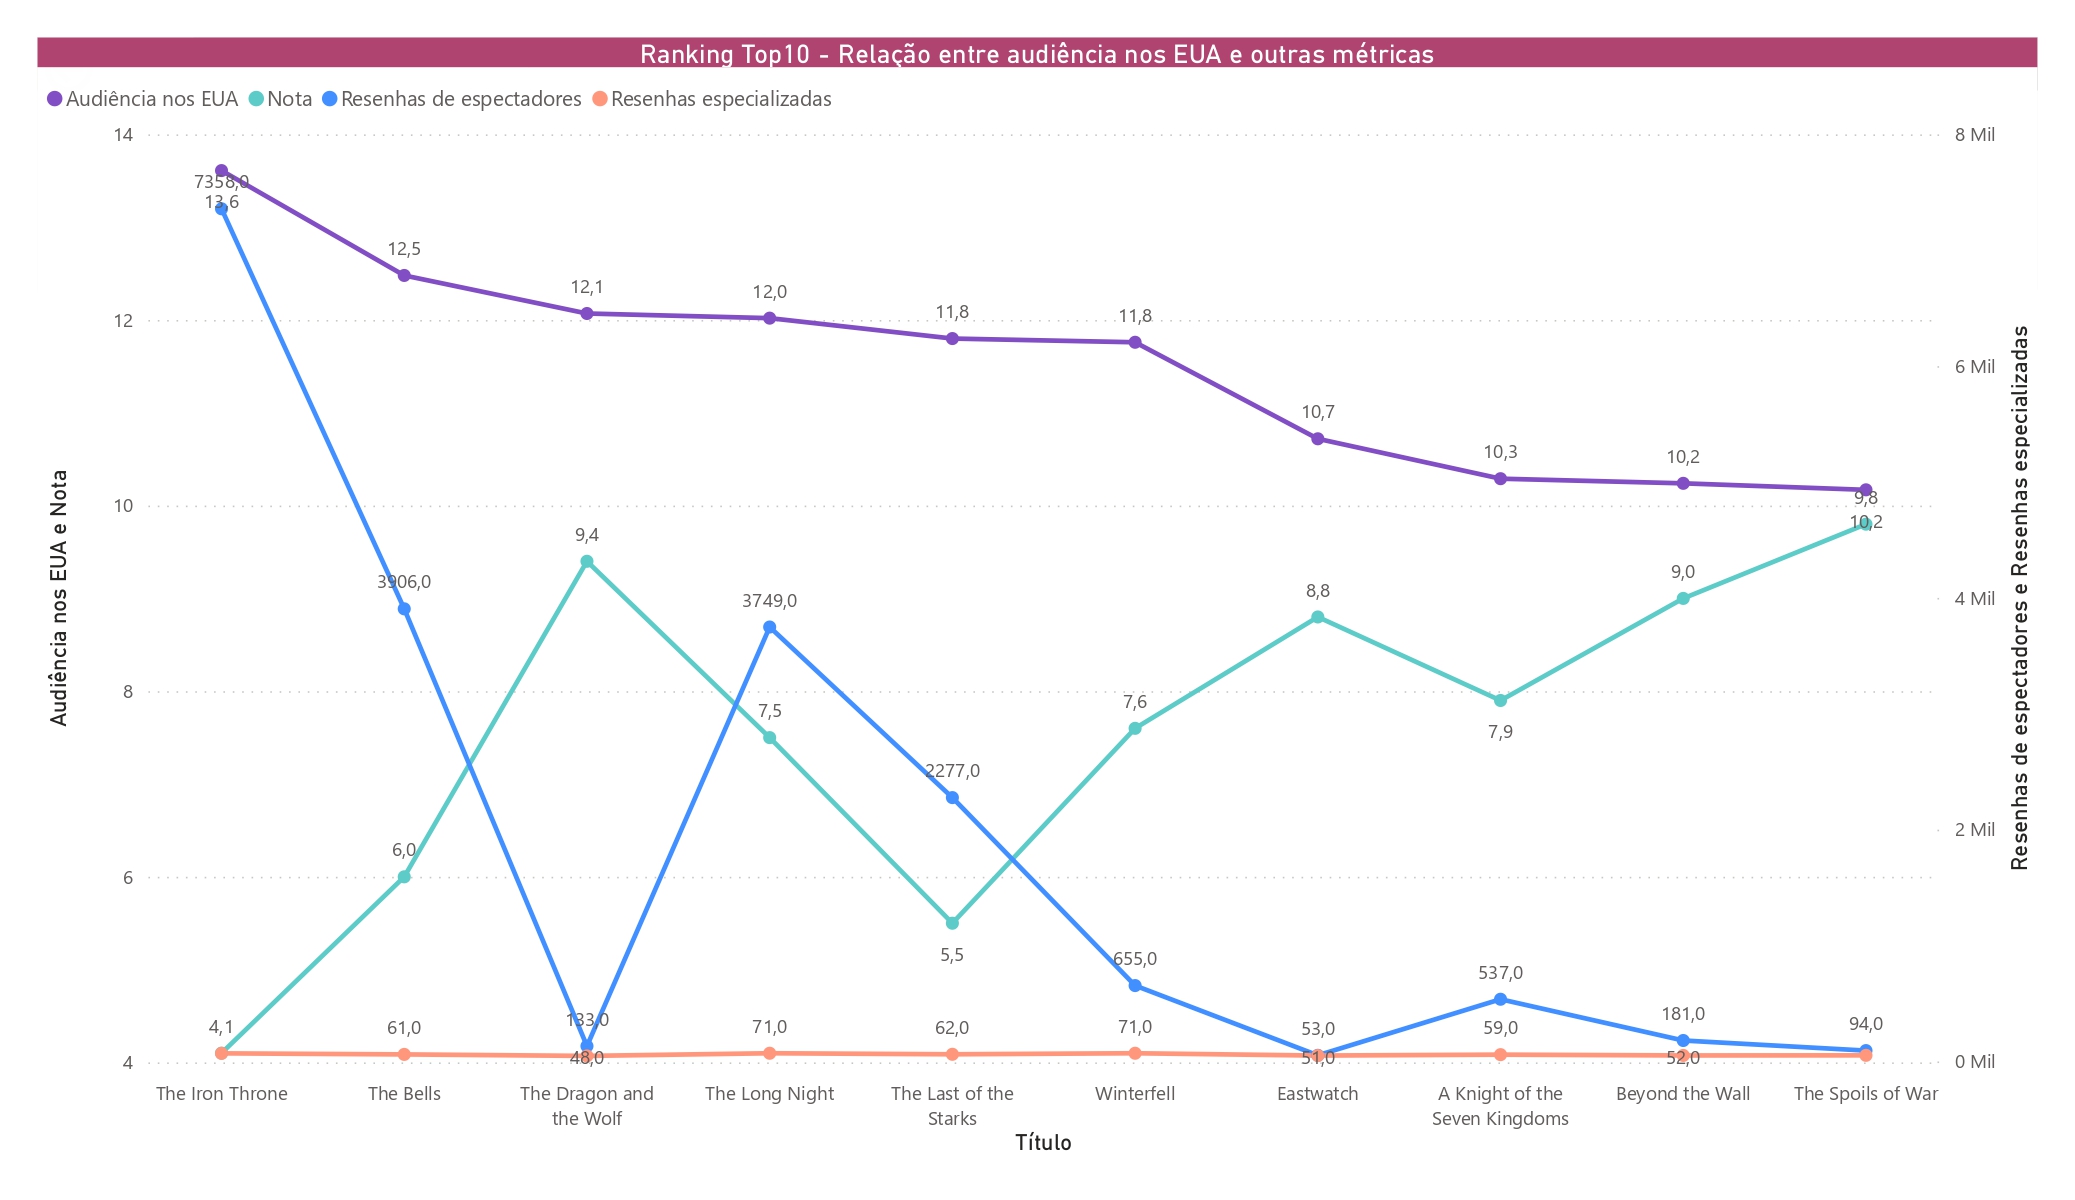 Ranking Top10 - Relação entre audiência nos EUA e outras métricas
Audiência nos EUA Nota Resenhas de espectadores Resenhas especializadas
14
12
10
8
6
4
Audiência nos EUA e Nota
8 Mil
6 Mil
4 Mil
2 Mil
0 Mil
Resenhas de espectadores e Resenhas especializadas
7358,0
13,6
12,5
12,1
12,0
11,8
11,8
10,7
10,3
10,2
9,8
10,2
3906,0
9,4
3749,0
8,8
9,0
7,5
7,6
7,9
2277,0
6,0
5,5
655,0
537,0
4,1
61,0
133,0
48,0
71,0
62,0
71,0
53,0
51,0
59,0
181,0
52,0
94,0
The Iron Throne
The Bells
The Dragon and
the Wolf
The Long Night
The Last of the
Starks
Winterfell
Eastwatch
A Knight of the
Seven Kingdoms
Beyond the Wall
The Spoils of War
Título